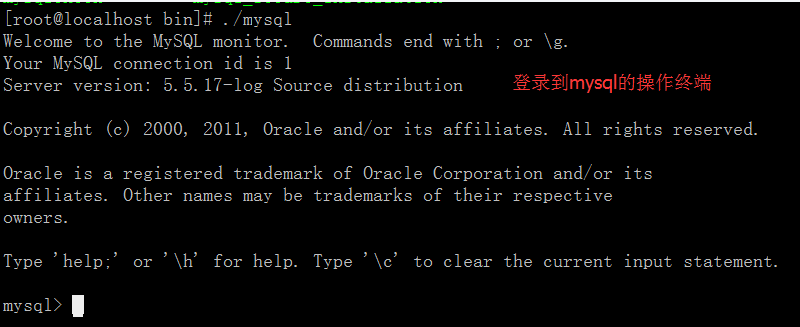 [root@localhost bin]# ./mysql
Welcome to the MySQL monitor.  Commands end with ; or \g.
Your MySQL connection id is 1
Server version: 5.5.17-log Source distribution
登录到mysql的操作终端
Copyright (c) 2000, 2011, Oracle and/or its affiliates. All rights reserved.
Oracle is a registered trademark of Oracle Corporation and/or its
affiliates. Other names may be trademarks of their respective
owners.
Type 'help;' or '\h' for help. Type '\c' to clear the current input statement.
mysql>